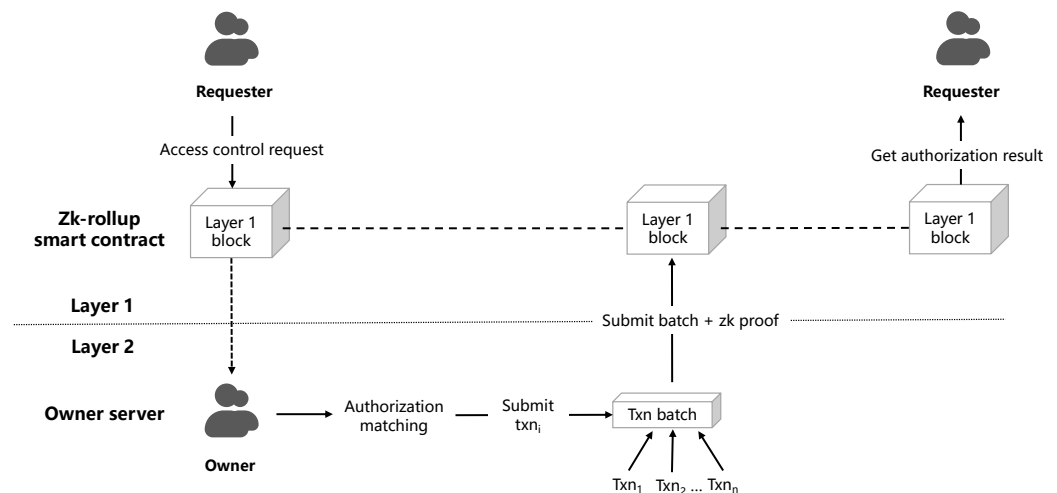 Requester
Requester
Access control request
Get authorization result
Zk-rollup
smart contract
Layer 1
block
Layer 1
block
Layer 1
block
Layer 1
Submit batch + zk proof
Layer 2
Owner server
Authorization
matching
Submit
txni
Txn batch
Owner
Txn1 Txn2 ... Txnn